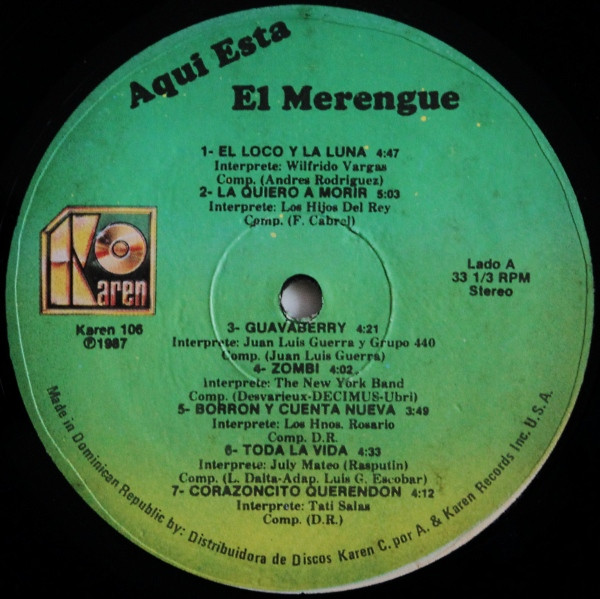 Aqui Esta
El Merengue
1- EL LOCO Y LA LUNA 4:47
Interprete: Wilfrido Vargas
Comp. (Andres Rodriguez)
2- LA QUIERO A MORIR 5:03
Interprete: Los Hijos Del Rey
Comp. (F. Cabrel)
Karen
Karen 106
℗1987
Lado A
33 1/3 RPM
Stereo
3- GUAVABERRY 4:21
Interprete: Juan Luis Guerra y Grupo 440
Comp. (Juan Luis Guerra)
4- ZOMBI 4:02
Interprete: The New York Band
Comp. (Desvarieux-DECIMUS-Ubri)
5- BORRON Y CUENTA NUEVA 3:49
Interprete: Los Hnos. Rosario
Comp. D.R.
6- TODA LA VIDA 4:33
Interprete: July Mateo (Rasputin)
Comp. (L. Dalta-Adap. Luis G. Escobar)
7- CORAZONCITO QUERENDON 4:12
Interprete: Tati Salas
Comp. (D.R.)
Made in Dominican Republic by: Distribuidora de Discos Karen C. por A. & Karen Records Inc. U.S.A.